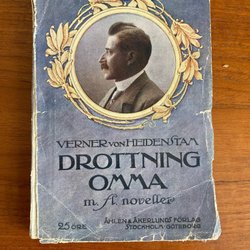 VERNER VON HEIDENSTAM
DROTTNING
OMMA
m. fl. noveller
25 ÖRE
ÅHLÉN & ÅKERLUNDS FÖRLAG
STOCKHOLM-GÖTEBORG